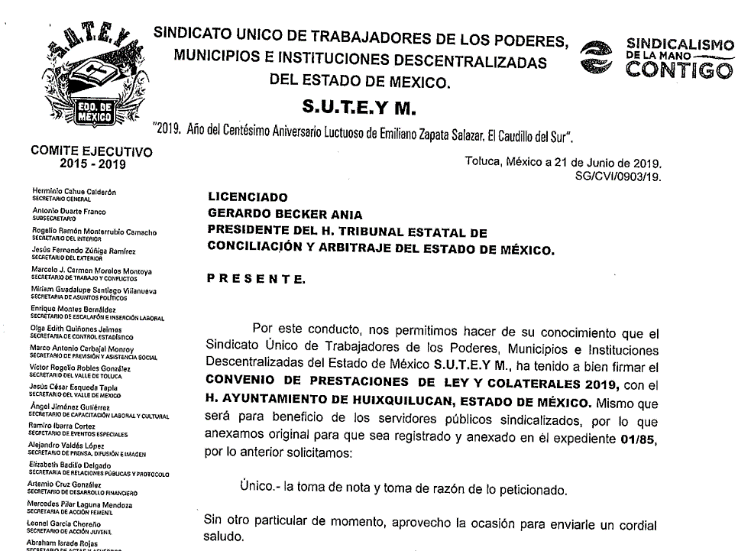 S.U.T.E.Y M.
EDO. DE
MÉXICO
SINDICATO UNICO DE TRABAJADORES DE LOS PODERES,
MUNICIPIOS E INSTITUCIONES DESCENTRALIZADAS
DEL ESTADO DE MEXICO.
S.U.T.E.Y M.
SINDICALISMO
DE LA MANO
CONTIGO
"2019. Año del Centésimo Aniversario Luctuoso de Emiliano Zapata Salazar, El Caudillo del Sur".
COMITE EJECUTIVO
2015 - 2019
Toluca, México a 21 de Junio de 2019.
SG/CVI/0903/19.
Herminio Cahue Calderón
SECRETARIO GENERAL
Antonio Duarte Franco
SUBSECRETARIO
Rogelio Ramón Monterrubio Camacho
SECRETARIO DEL INTERIOR
Jesús Fernando Zúñiga Ramírez
SECRETARIO DEL EXTERIOR
Marcelo J. Carmen Morales Montoya
SECRETARIO DE TRABAJO Y CONFLICTOS
Miriam Guadalupe Santiago Villanueva
SECRETARIA DE ASUNTOS POLÍTICOS
Enrique Montes Bernáldez
SECRETARIO DE ESCALAFÓN E INSERCIÓN LABORAL
Olga Edith Quiñones Jaimes
SECRETARIA DE CONTROL ESTADÍSTICO
Marco Antonio Carbajal Monroy
SECRETARIO DE PREVISIÓN Y ASISTENCIA SOCIAL
Víctor Rogelio Robles González
SECRETARIO DEL VALLE DE TOLUCA
Jesús César Esqueda Tapia
SECRETARIO DEL VALLE DE MÉXICO
Ángel Jiménez Gutiérrez
SECRETARIO DE CAPACITACIÓN LABORAL Y CULTURAL
Ramiro Ibarra Cortez
SECRETARIO DE EVENTOS ESPECIALES
Alejandro Valdés López
SECRETARIO DE PRENSA, DIFUSIÓN E IMAGEN
Elizabeth Badillo Delgado
SECRETARIA DE RELACIONES PÚBLICAS Y PROTOCOLO
Artemio Cruz González
SECRETARIO DE DESARROLLO FINANCIERO
Mercedes Pilar Laguna Mendoza
SECRETARIA DE ACCIÓN FEMENIL
Leonel García Choreño
SECRETARIO DE ACCIÓN JUVENIL
Abraham Israde Rojas
SECRETARIO DE ACTAS Y ACUERDOS
LICENCIADO
GERARDO BECKER ANIA
PRESIDENTE DEL H. TRIBUNAL ESTATAL DE
CONCILIACIÓN Y ARBITRAJE DEL ESTADO DE MÉXICO.
P R E S E N T E.
Por este conducto, nos permitimos hacer de su conocimiento que el
Sindicato Único de Trabajadores de los Poderes, Municipios e Instituciones
Descentralizadas del Estado de México S.U.T.E.Y M., ha tenido a bien firmar el
CONVENIO DE PRESTACIONES DE LEY Y COLATERALES 2019, con el
H. AYUNTAMIENTO DE HUIXQUILUCAN, ESTADO DE MÉXICO. Mismo que
será para beneficio de los servidores públicos sindicalizados, por lo que
anexamos original para que sea registrado y anexado en el expediente 01/85,
por lo anterior solicitamos:
Único.- la toma de nota y toma de razón de lo peticionado.
Sin otro particular de momento, aprovecho la ocasión para enviarle un cordial
saludo.